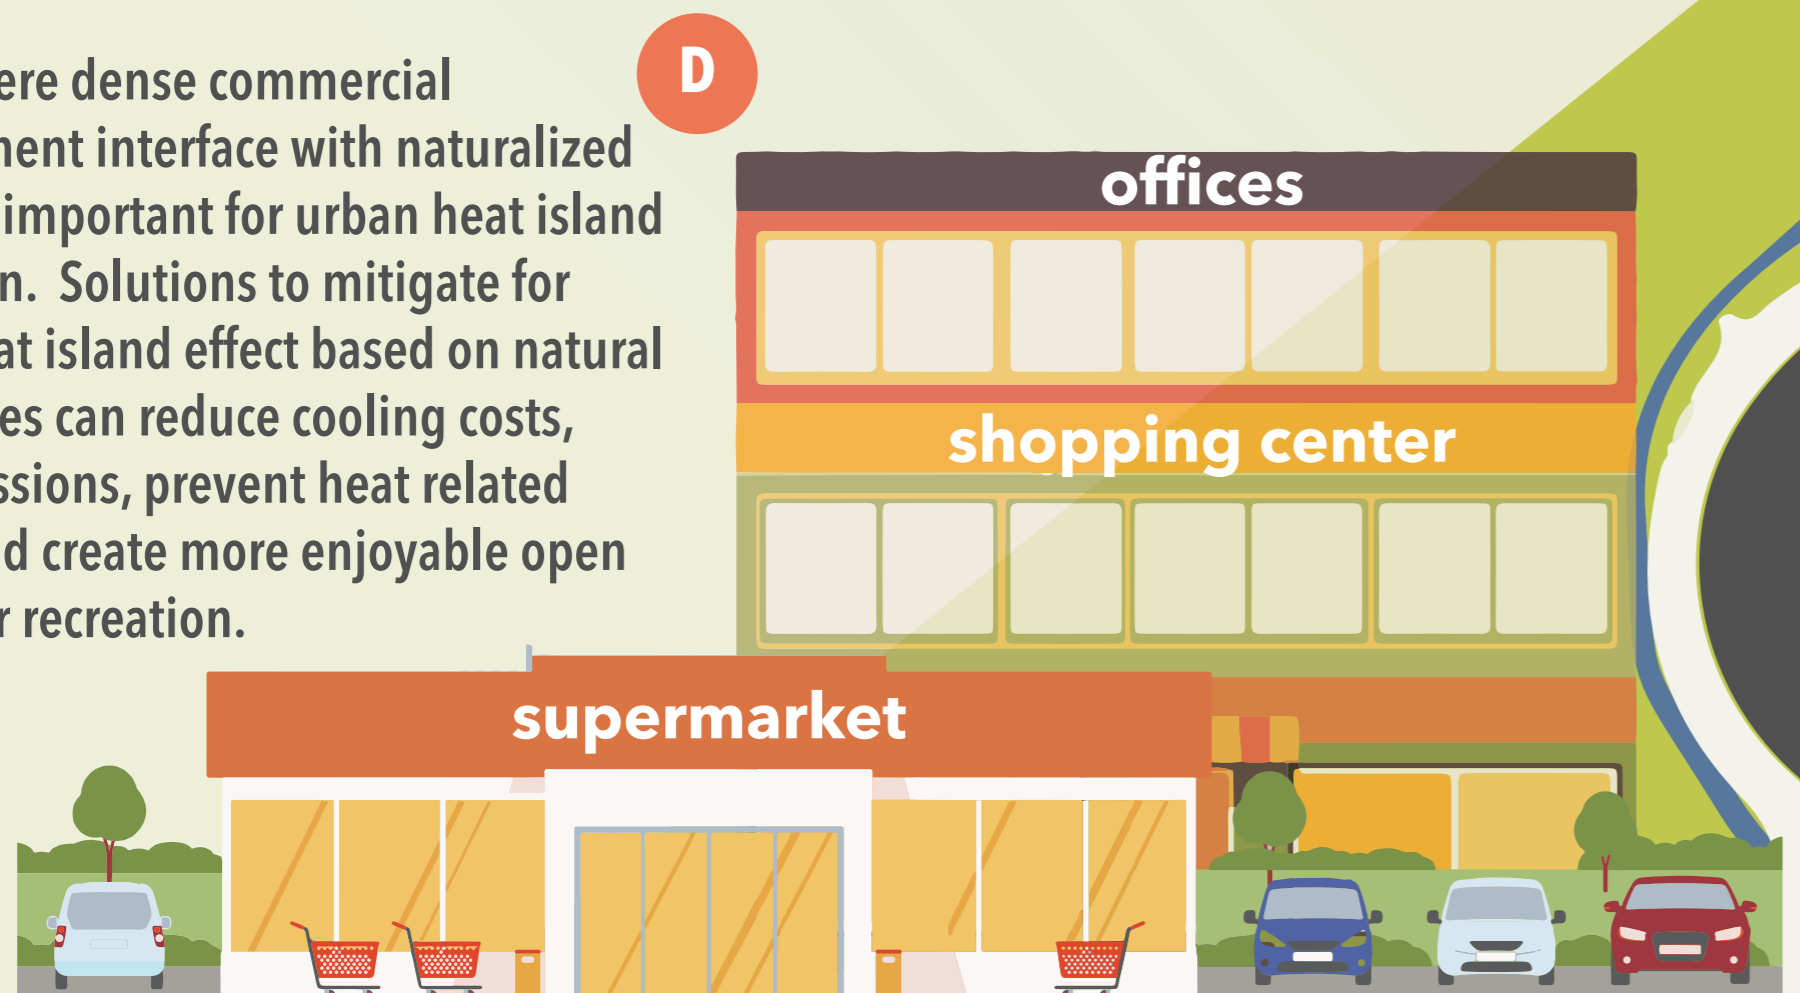 ere dense commercial
ment interface with naturalized
important for urban heat island
n. Solutions to mitigate for
at island effect based on natural
es can reduce cooling costs,
ssions, prevent heat related
d create more enjoyable open
r recreation.
D
offices
shopping center
supermarket